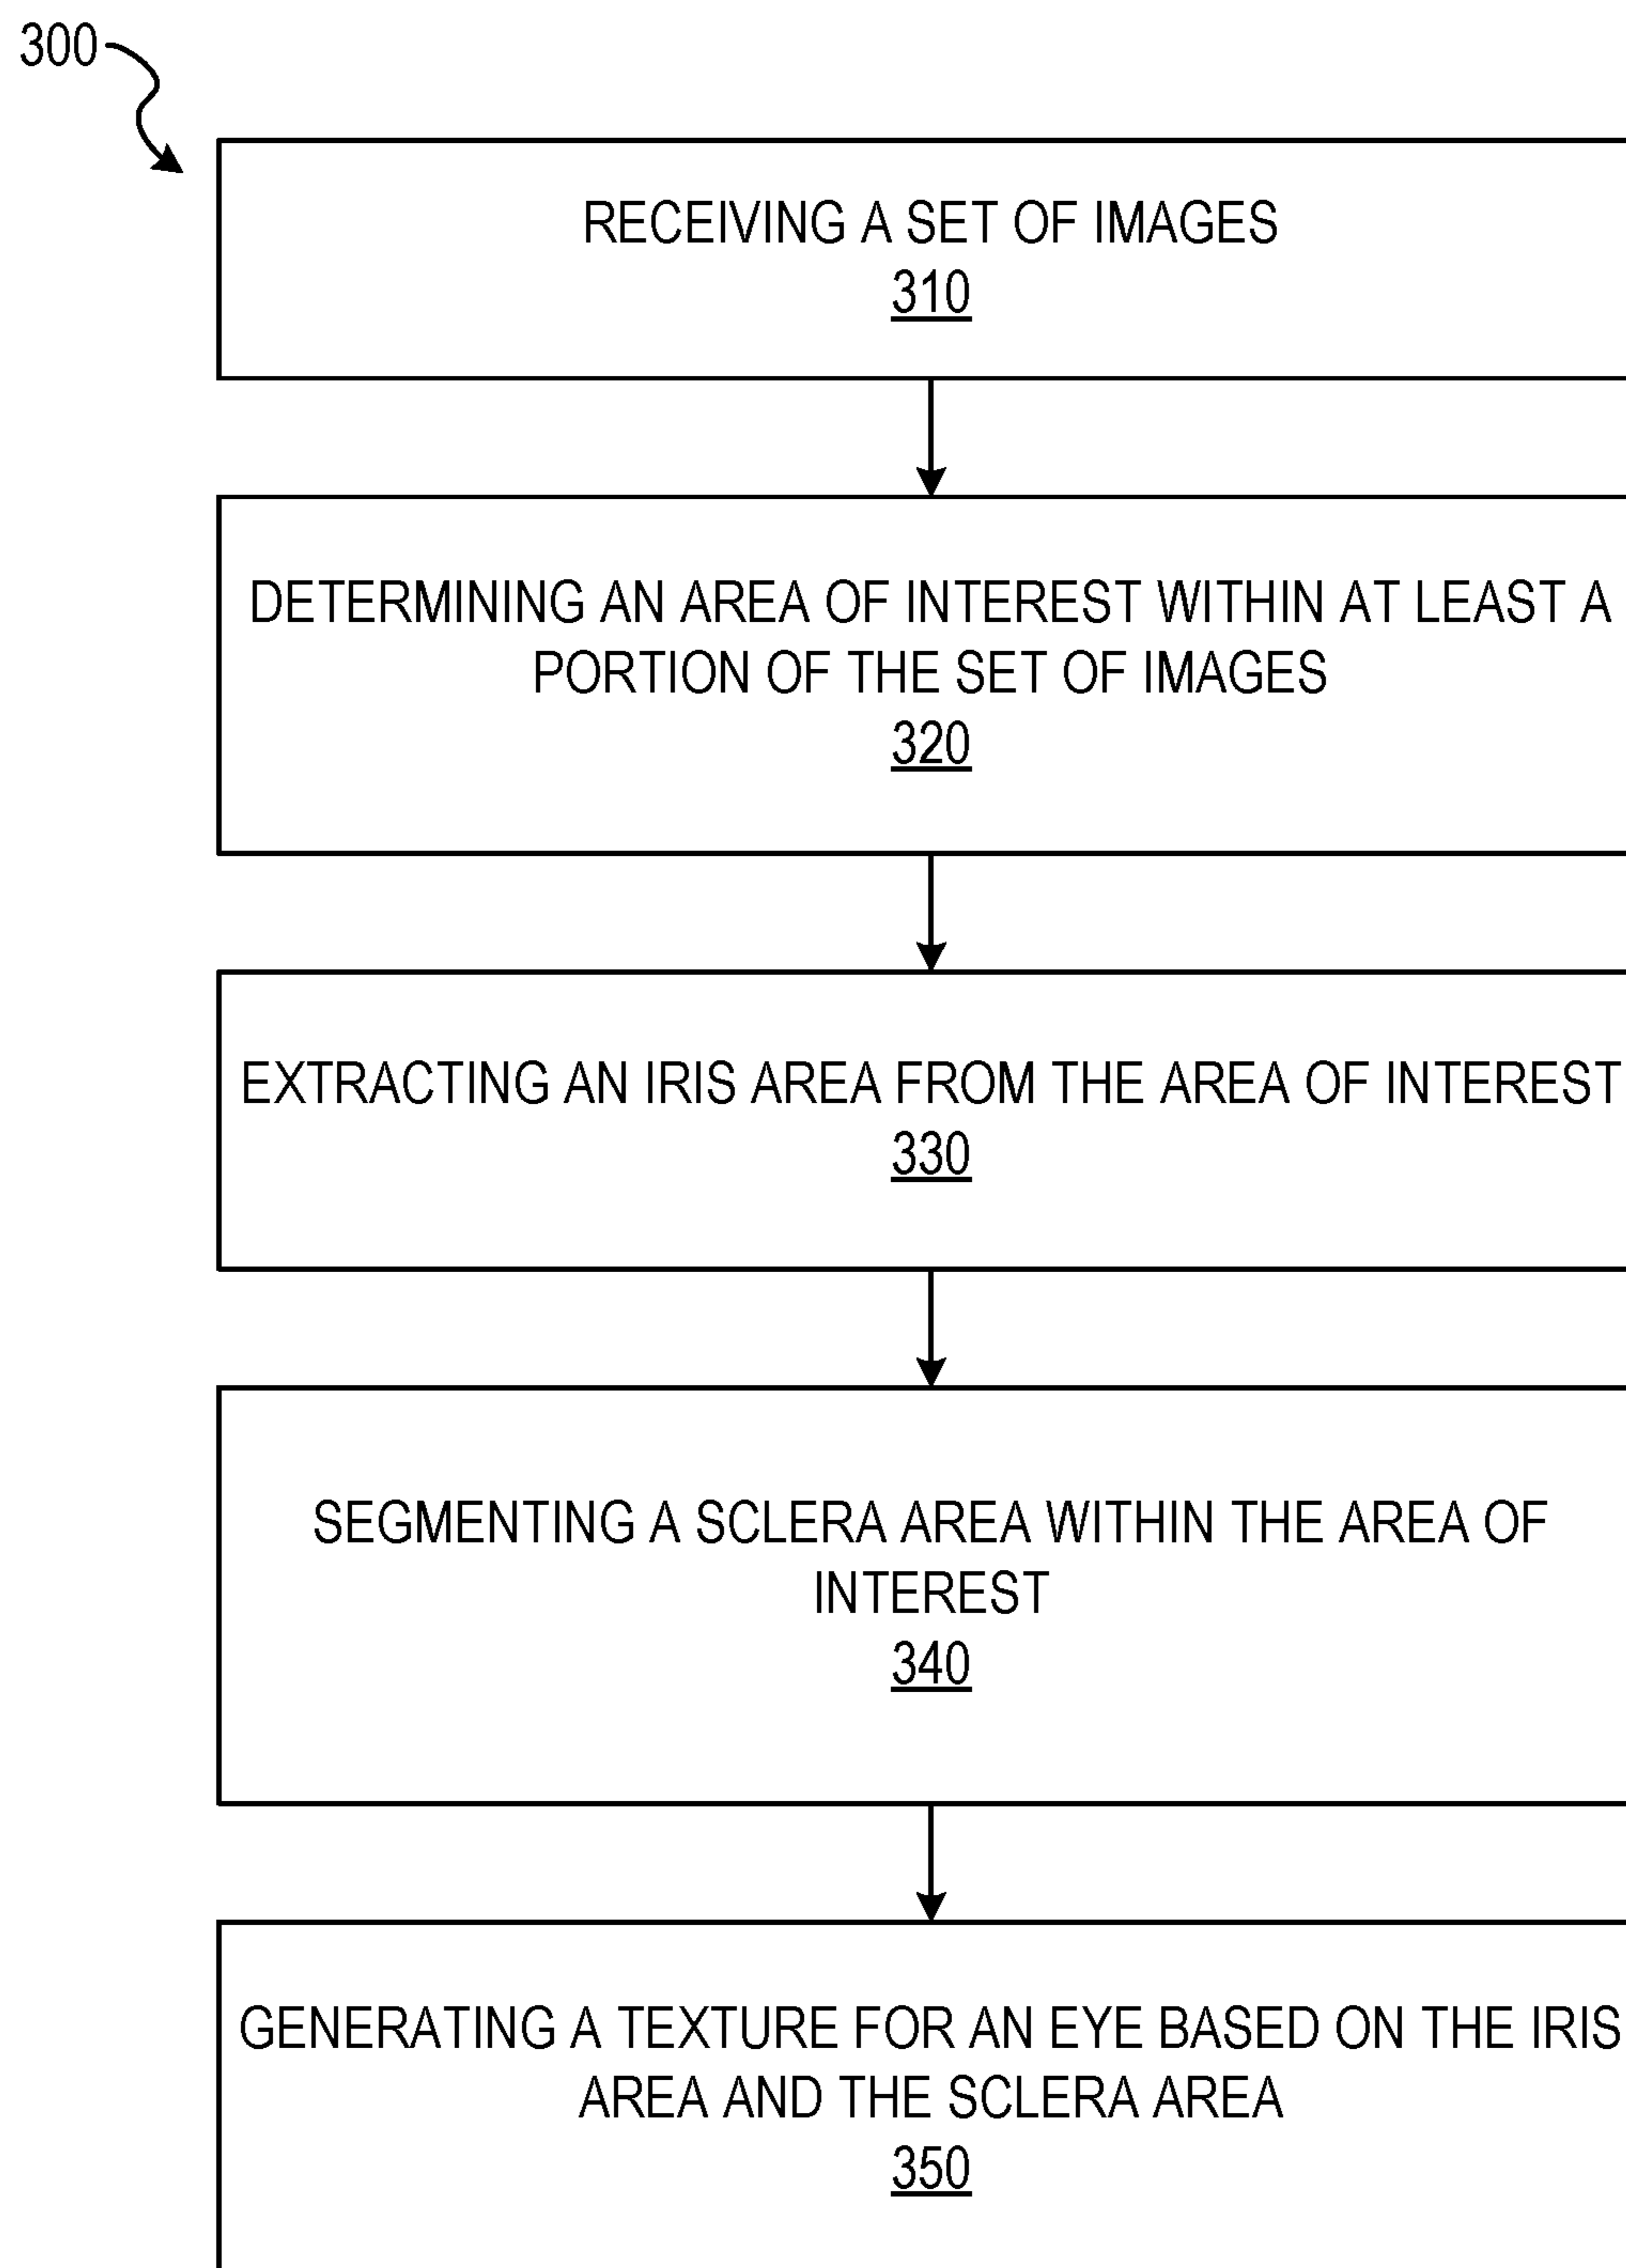 300
RECEIVING A SET OF IMAGES
310
DETERMINING AN AREA OF INTEREST WITHIN AT LEAST A
PORTION OF THE SET OF IMAGES
320
EXTRACTING AN IRIS AREA FROM THE AREA OF INTEREST
330
SEGMENTING A SCLERA AREA WITHIN THE AREA OF
INTEREST
340
GENERATING A TEXTURE FOR AN EYE BASED ON THE IRIS
AREA AND THE SCLERA AREA
350